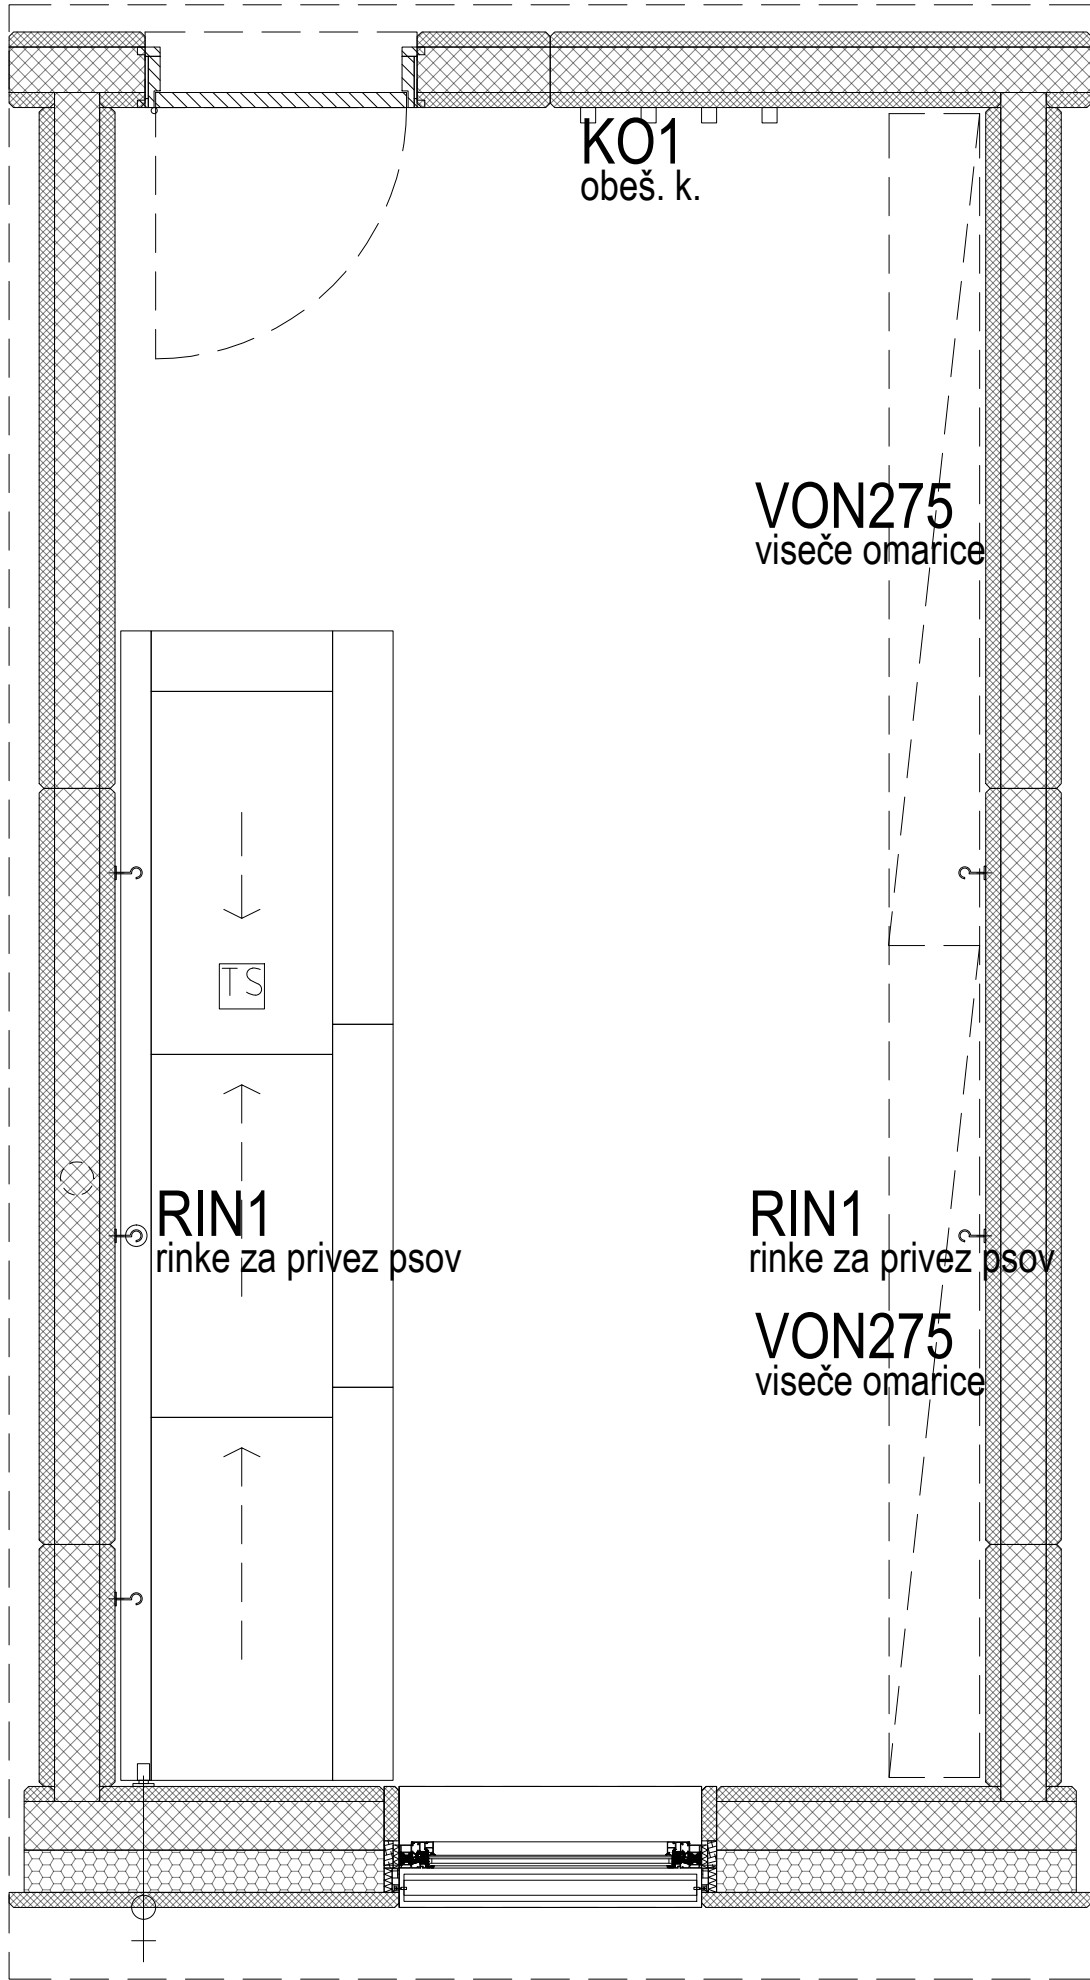 KO1
obeš. k.
VON275
viseče omarice
TS
RIN1
rinke za privez psov
RIN1
rinke za privez psov
VON275
viseče omarice